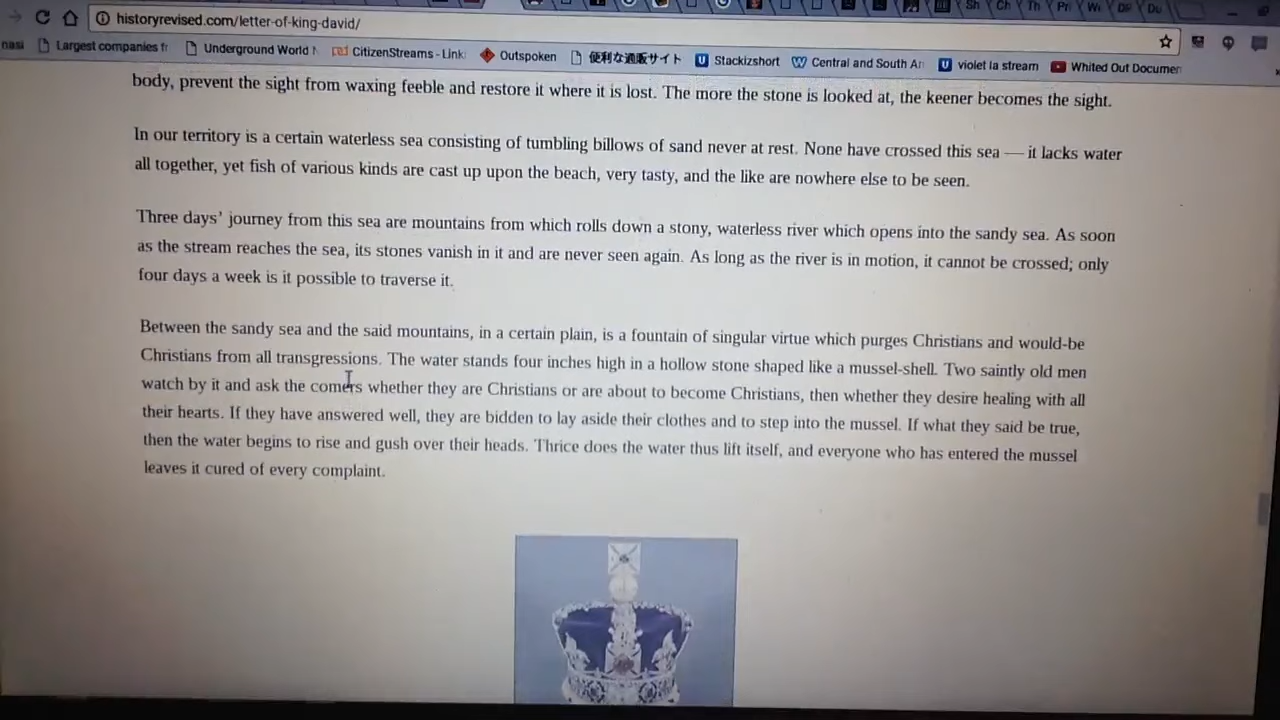 historyrevised.com/letter-of-king-david/
nasi Largest companies fr Underground World N CitizenStreams - Link Outspoken 便利な通販サイト Stackizshort Central and South Am violet la stream Whited Out Documen
body, prevent the sight from waxing feeble and restore it where it is lost. The more the stone is looked at, the keener becomes the sight.
In our territory is a certain waterless sea consisting of tumbling billows of sand never at rest. None have crossed this sea — it lacks water
all together, yet fish of various kinds are cast up upon the beach, very tasty, and the like are nowhere else to be seen.
Three days’ journey from this sea are mountains from which rolls down a stony, waterless river which opens into the sandy sea. As soon
as the stream reaches the sea, its stones vanish in it and are never seen again. As long as the river is in motion, it cannot be crossed; only
four days a week is it possible to traverse it.
Between the sandy sea and the said mountains, in a certain plain, is a fountain of singular virtue which purges Christians and would-be
Christians from all transgressions. The water stands four inches high in a hollow stone shaped like a mussel-shell. Two saintly old men
watch by it and ask the comers whether they are Christians or are about to become Christians, then whether they desire healing with all
their hearts. If they have answered well, they are bidden to lay aside their clothes and to step into the mussel. If what they said be true,
then the water begins to rise and gush over their heads. Thrice does the water thus lift itself, and everyone who has entered the mussel
leaves it cured of every complaint.